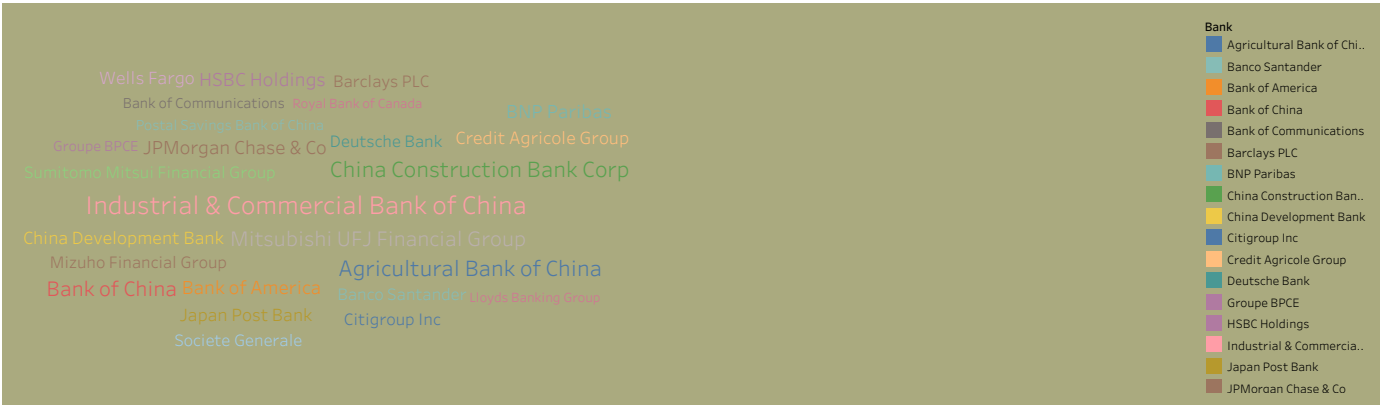 Wells Fargo HSBC Holdings Barclays PLC
Bank of Communications Royal Bank of Canada
BNP Paribas
Postal Savings Bank of China
Groupe BPCE JPMorgan Chase & Co Deutsche Bank Credit Agricole Group
Sumitomo Mitsui Financial Group China Construction Bank Corp
Industrial & Commercial Bank of China
China Development Bank Mitsubishi UFJ Financial Group
Mizuho Financial Group Agricultural Bank of China
Bank of China Bank of America Banco Santander Lloyds Banking Group
Japan Post Bank Citigroup Inc
Societe Generale
Bank
Agricultural Bank of Chi..
Banco Santander
Bank of America
Bank of China
Bank of Communications
Barclays PLC
BNP Paribas
China Construction Ban..
China Development Bank
Citigroup Inc
Credit Agricole Group
Deutsche Bank
Groupe BPCE
HSBC Holdings
Industrial & Commercia..
Japan Post Bank
JPMorgan Chase & Co